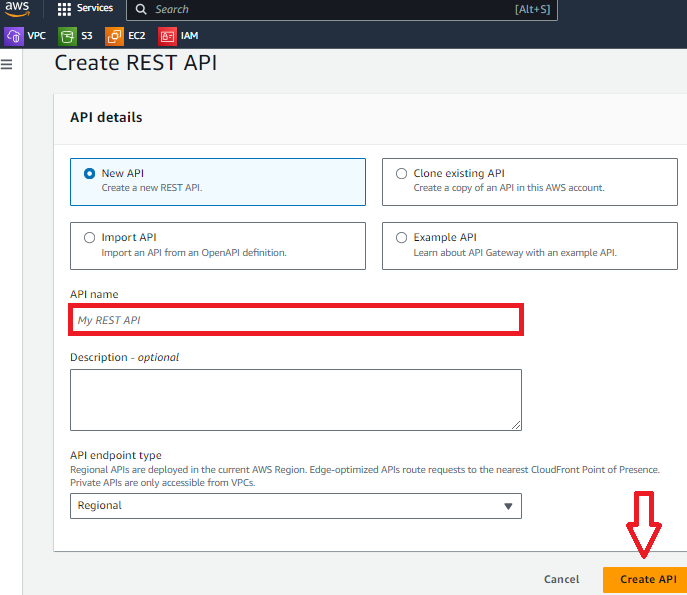 aws
Services
Search
[Alt+S]
VPC
S3
EC2
IAM
Create REST API
API details
New API
Create a new REST API.
Clone existing API
Create a copy of an API in this AWS account.
Import API
Import an API from an OpenAPI definition.
Example API
Learn about API Gateway with an example API.
API name
My REST API
Description - optional
API endpoint type
Regional APIs are deployed in the current AWS Region. Edge-optimized APIs route requests to the nearest CloudFront Point of Presence.
Private APIs are only accessible from VPCs.
Regional
Cancel
Create API